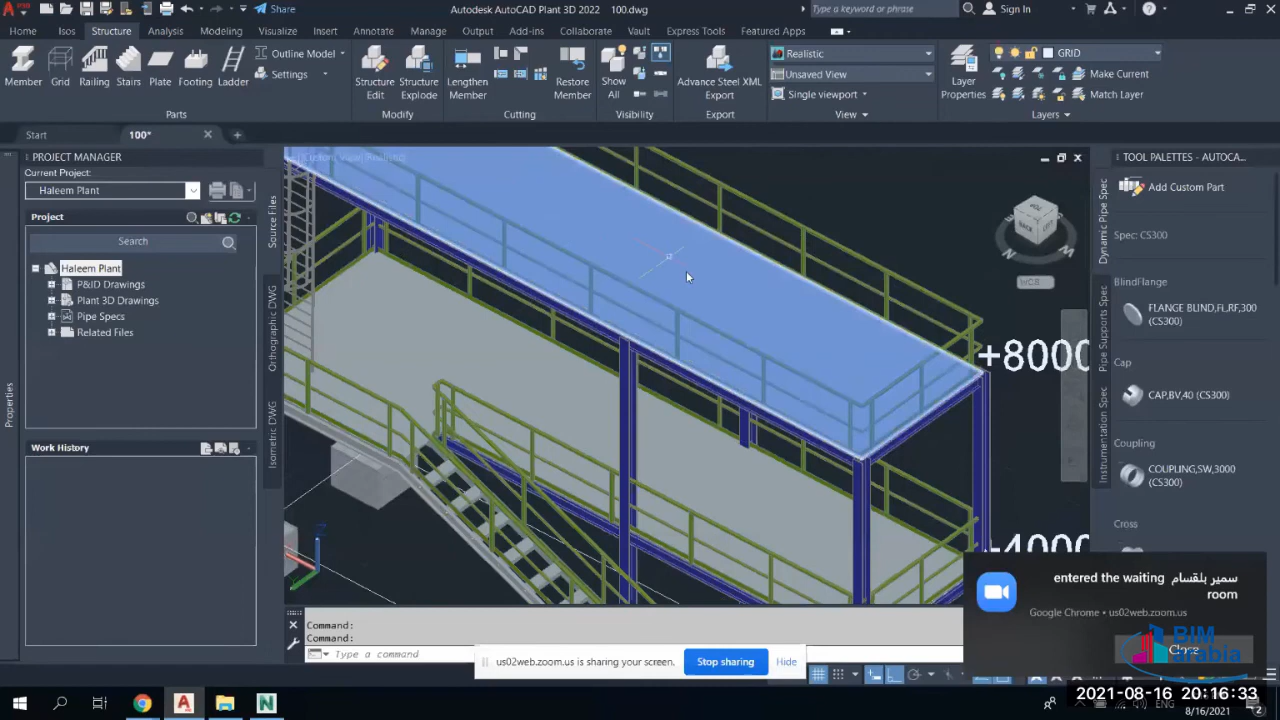 Share
Autodesk AutoCAD Plant 3D 2022 100.dwg
Type a keyword or phrase
Sign In
Home Isos Structure Analysis Modeling Visualize Insert Annotate Manage Output Add-ins Collaborate Vault Express Tools Featured Apps
Member Grid Railing Stairs Plate Footing Ladder
Outline Model
Settings
Structure Edit
Structure Explode
Lengthen Member
Restore Member
Show All
Advance Steel XML Export
Realistic
Unsaved View
Single viewport
Layer Properties
GRID
Make Current
Match Layer
Parts Modify Cutting Visibility Export View Layers
Start 100*
PROJECT MANAGER
Current Project:
Haleem Plant
Project
Search
Haleem Plant
P&ID Drawings
Plant 3D Drawings
Pipe Specs
Related Files
Work History
Properties
Source Files
Orthographic DWG
Isometric DWG
TOP
BACK
LEFT
N
WCS
+8000
+4000
Z
TOOL PALETTES - AUTOCA...
Dynamic Pipe Spec
Pipe Supports Spec
Instrumentation Spec
Add Custom Part
Spec: CS300
BlindFlange
FLANGE BLIND,FL,RF,300 (CS300)
Cap
CAP,BV,40 (CS300)
Coupling
COUPLING,SW,3000 (CS300)
Cross
Command:
Command:
Type a command
us02web.zoom.us is sharing your screen. Stop sharing Hide
سمير بلقسام entered the waiting
room
Google Chrome • us02web.zoom.us
Close
BIM
arabia
2021-08-16 20:16:33
ENG
8/16/2021
2